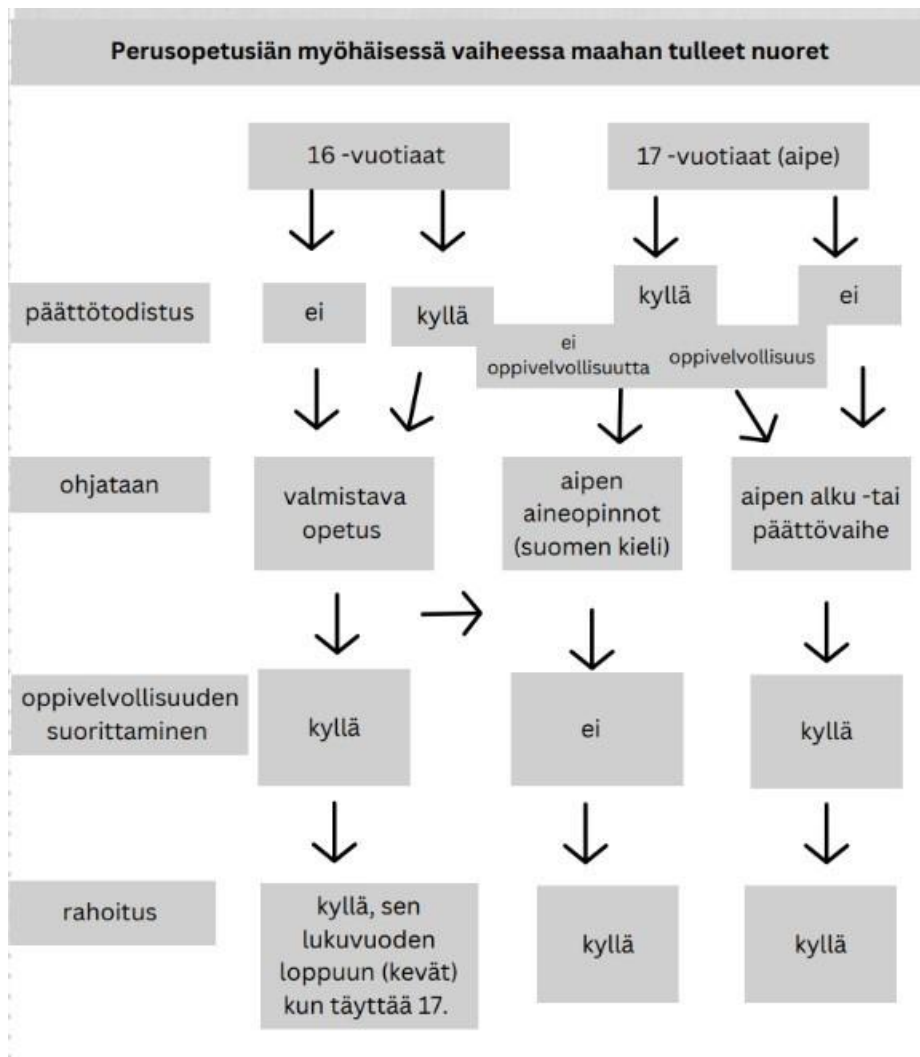 Perusopetusiän myöhäisessä vaiheessa maahan tulleet nuoret
16 -vuotiaat
17 -vuotiaat (aipe)
päättötodistus
ei
kyllä
kyllä
ei
ei
oppivelvollisuutta
oppivelvollisuus
ohjataan
valmistava
opetus
aipen
aineopinnot
(suomen kieli)
aipen alku -tai
päättövaihe
oppivelvollisuuden
suorittaminen
kyllä
ei
kyllä
rahoitus
kyllä, sen
lukuvuoden
loppuun (kevät)
kun täyttää 17.
kyllä
kyllä